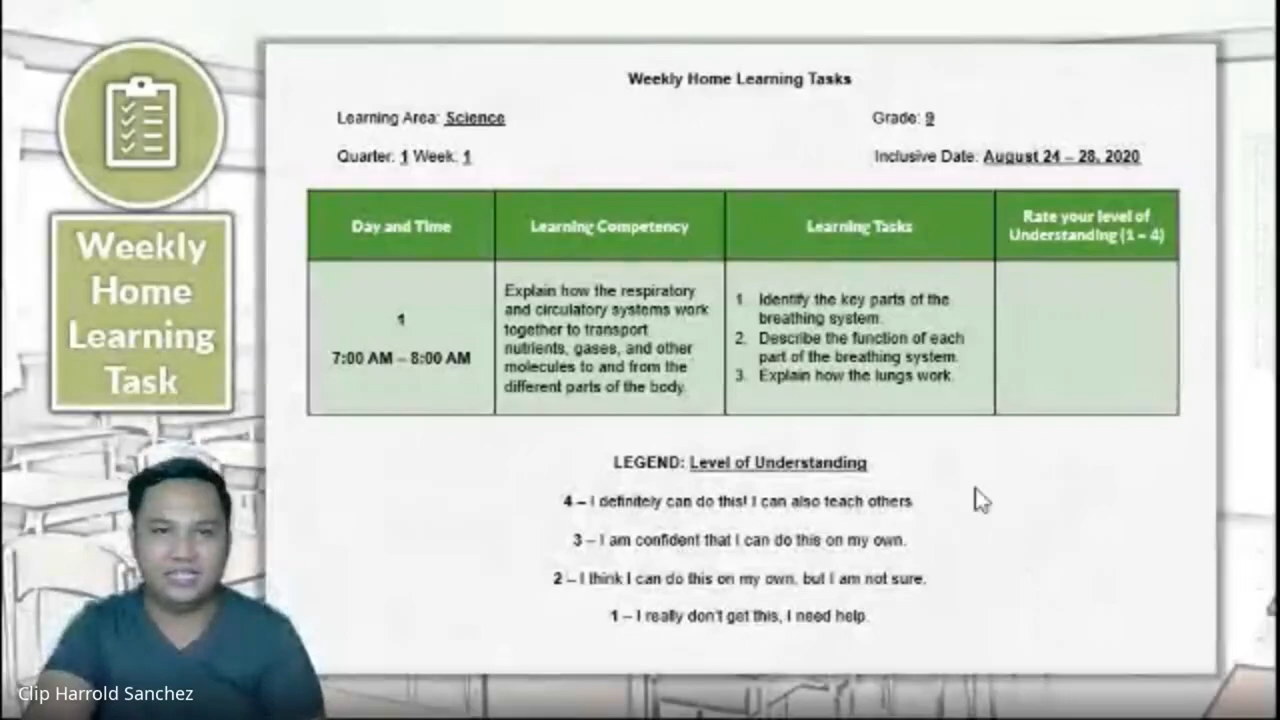 Weekly Home Learning Tasks
Learning Area: Science
Grade: 9
Quarter: 1 Week: 1
Inclusive Date: August 24 – 28, 2020
Day and Time
Learning Competency
Learning Tasks
Rate your level of
Understanding (1 – 4)
1
7:00 AM – 8:00 AM
Explain how the respiratory
and circulatory systems work
together to transport
nutrients, gases, and other
molecules to and from the
different parts of the body.
1. Identify the key parts of the
breathing system.
2. Describe the function of each
part of the breathing system.
3. Explain how the lungs work.
LEGEND: Level of Understanding
4 – I definitely can do this! I can also teach others.
3 – I am confident that I can do this on my own.
2 – I think I can do this on my own, but I am not sure.
1 – I really don't get this, I need help.
Weekly
Home
Learning
Task
Clip Harrold Sanchez